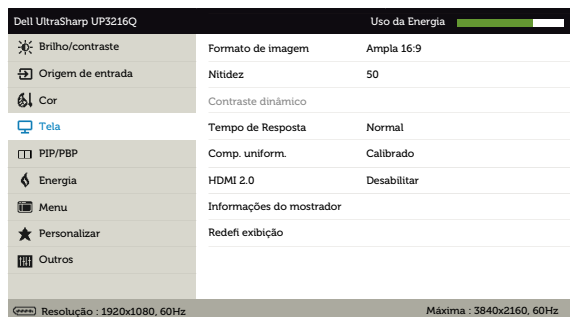 Dell UltraSharp UP3216Q Uso da Energia
Brilho/contraste Formato de imagem Ampla 16:9
Origem de entrada Nitidez 50
Cor Contraste dinâmico
Tela Tempo de Resposta Normal
PIP/PBP Comp. uniform. Calibrado
Energia HDMI 2.0 Desabilitar
Menu Informações do mostrador
Personalizar Redefi exibição
Outros
Resolução : 1920x1080, 60Hz Máxima : 3840x2160, 60Hz